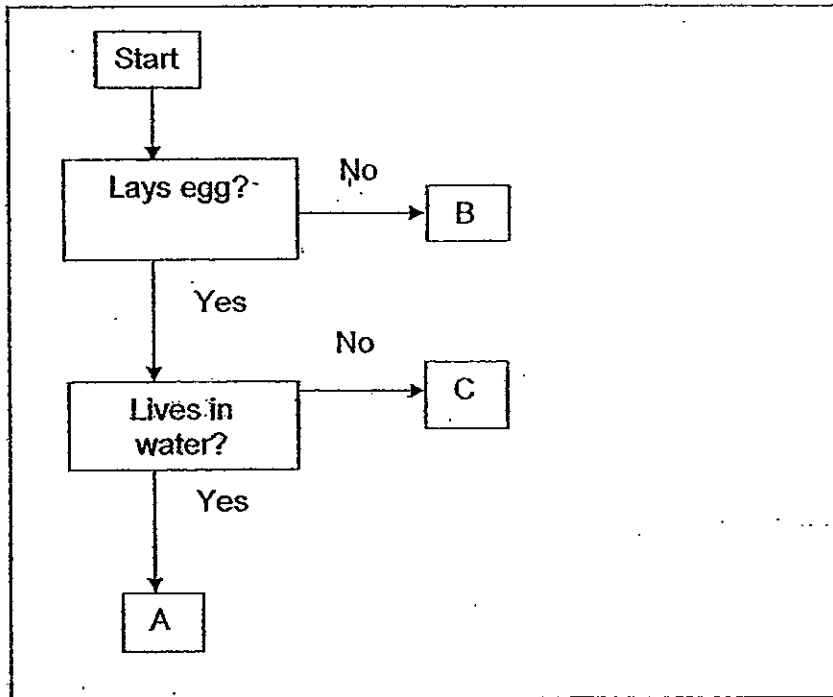 Start
Lays egg?
No
B
Yes
No
C
Lives in
water?
Yes
A